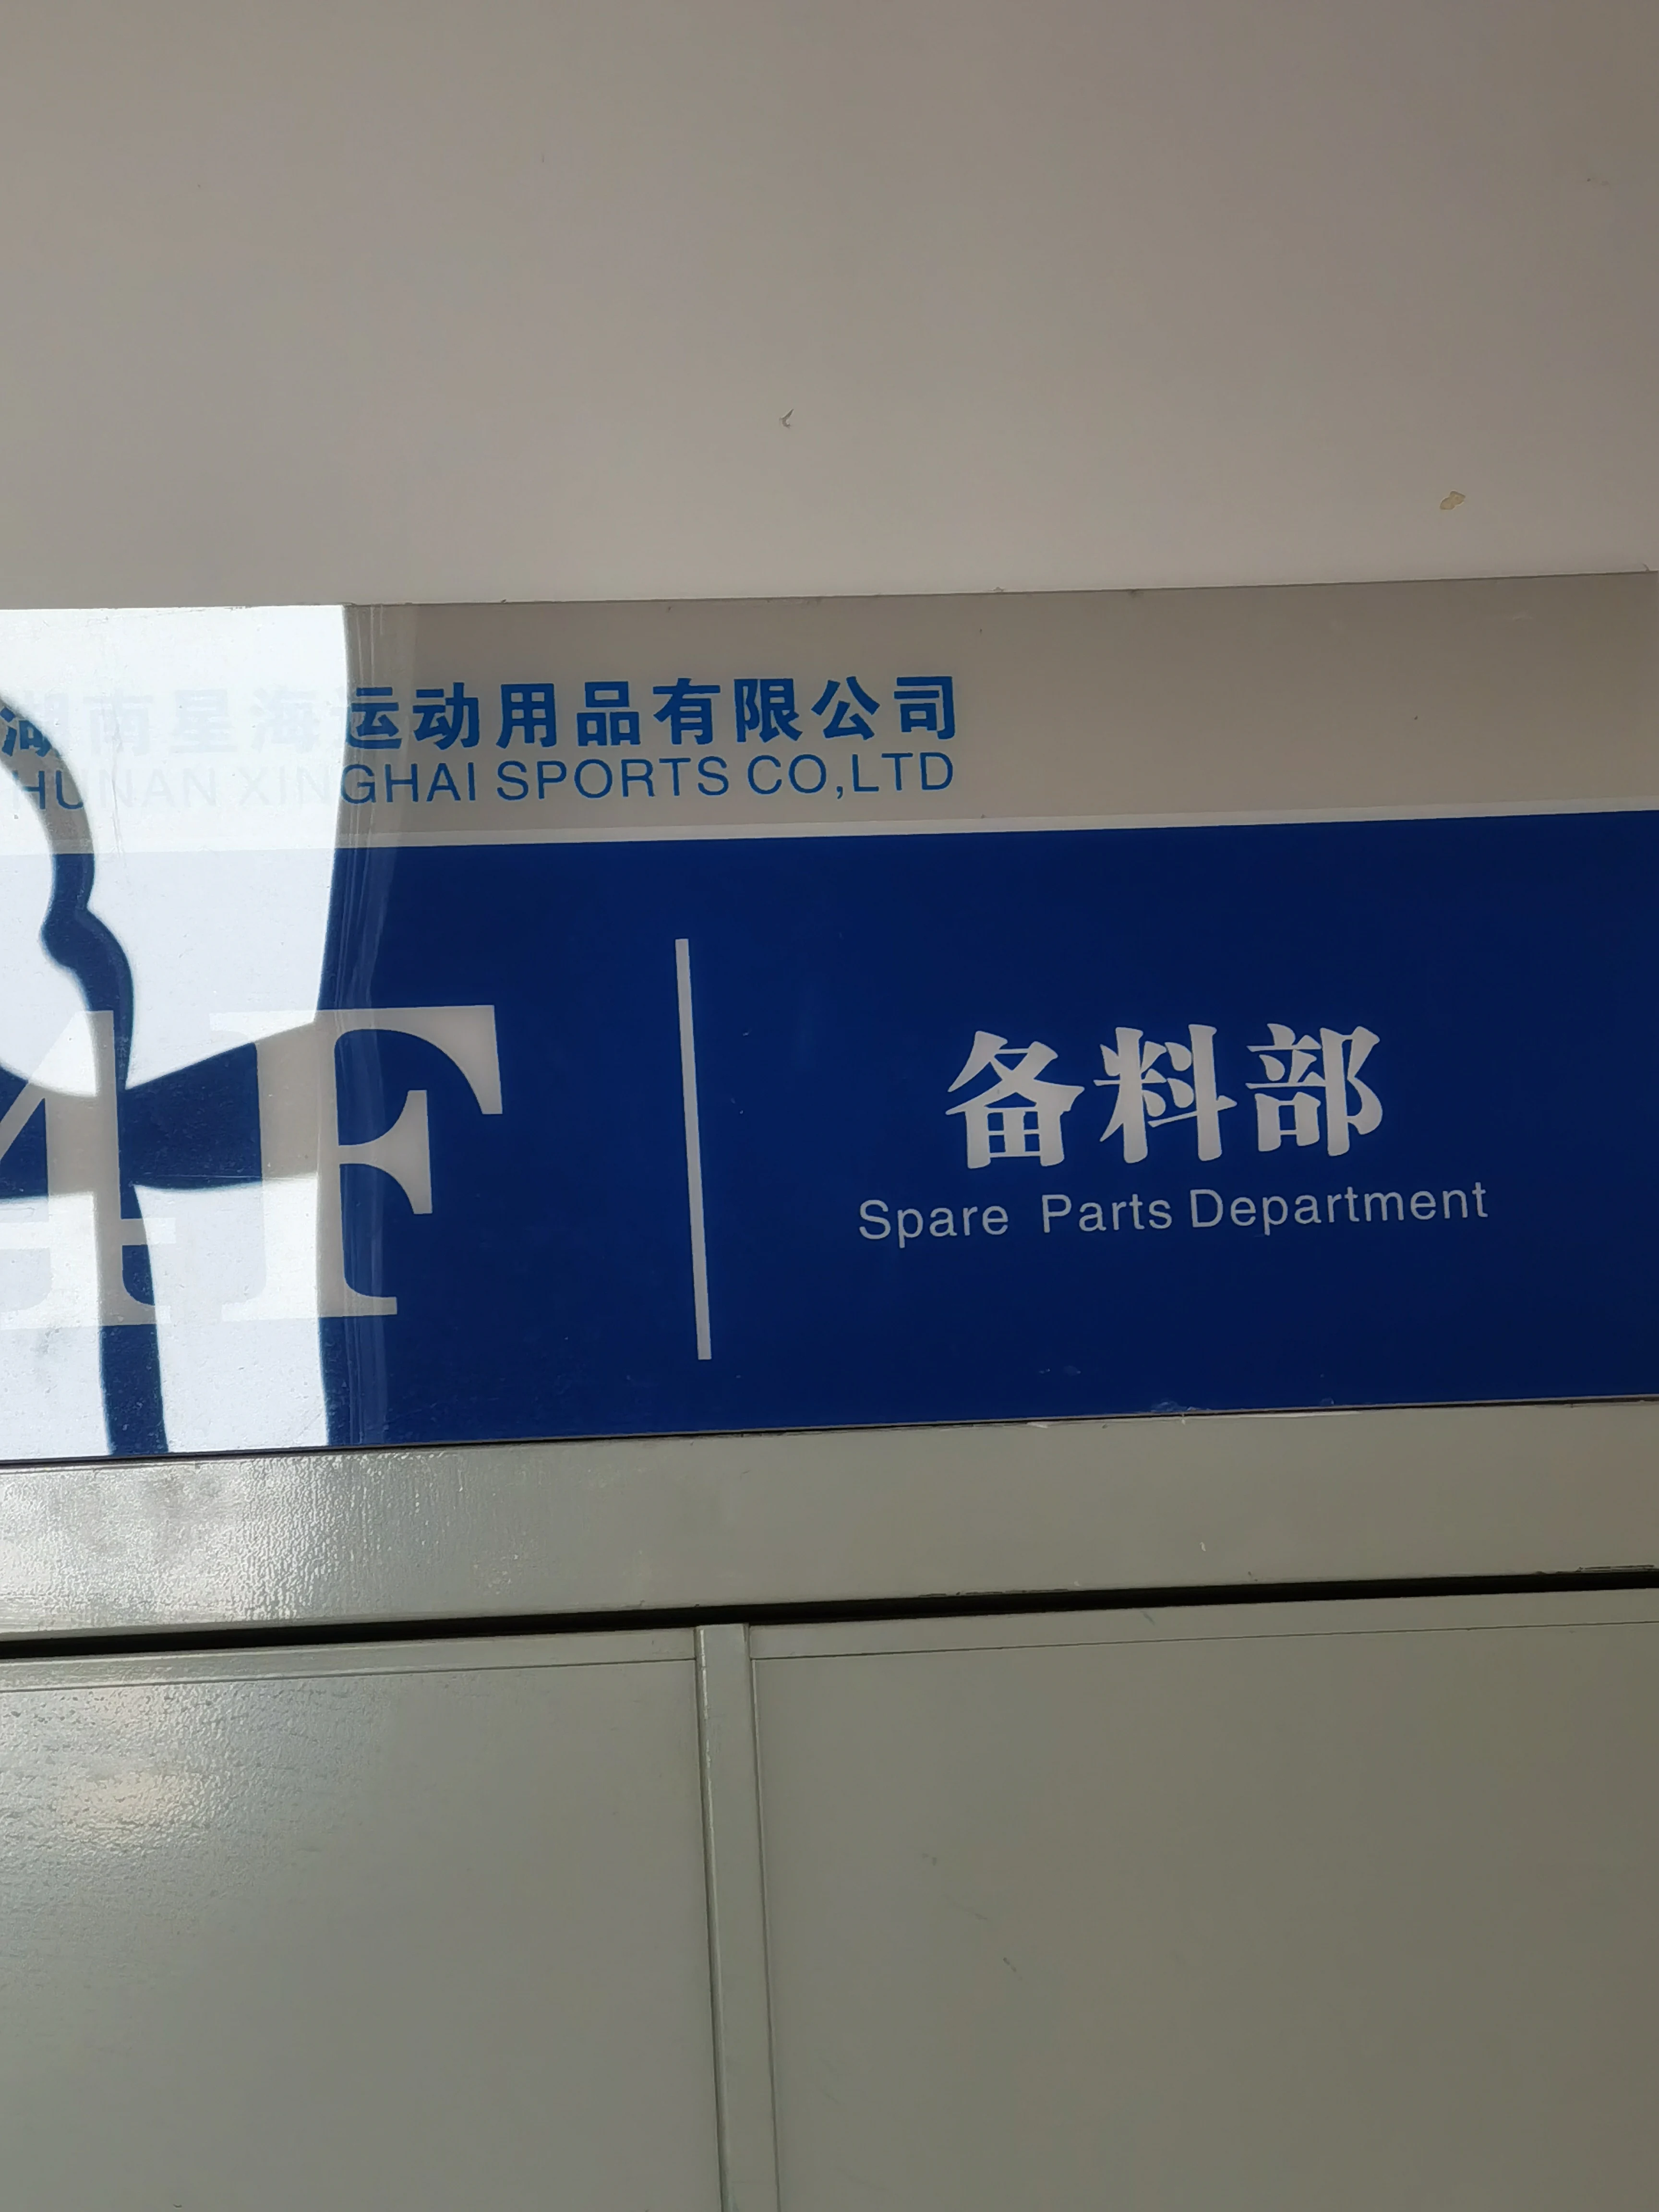 湖南星海运动用品有限公司
HUNAN XINGHAI SPORTS CO,LTD
4F
备料部
Spare Parts Department